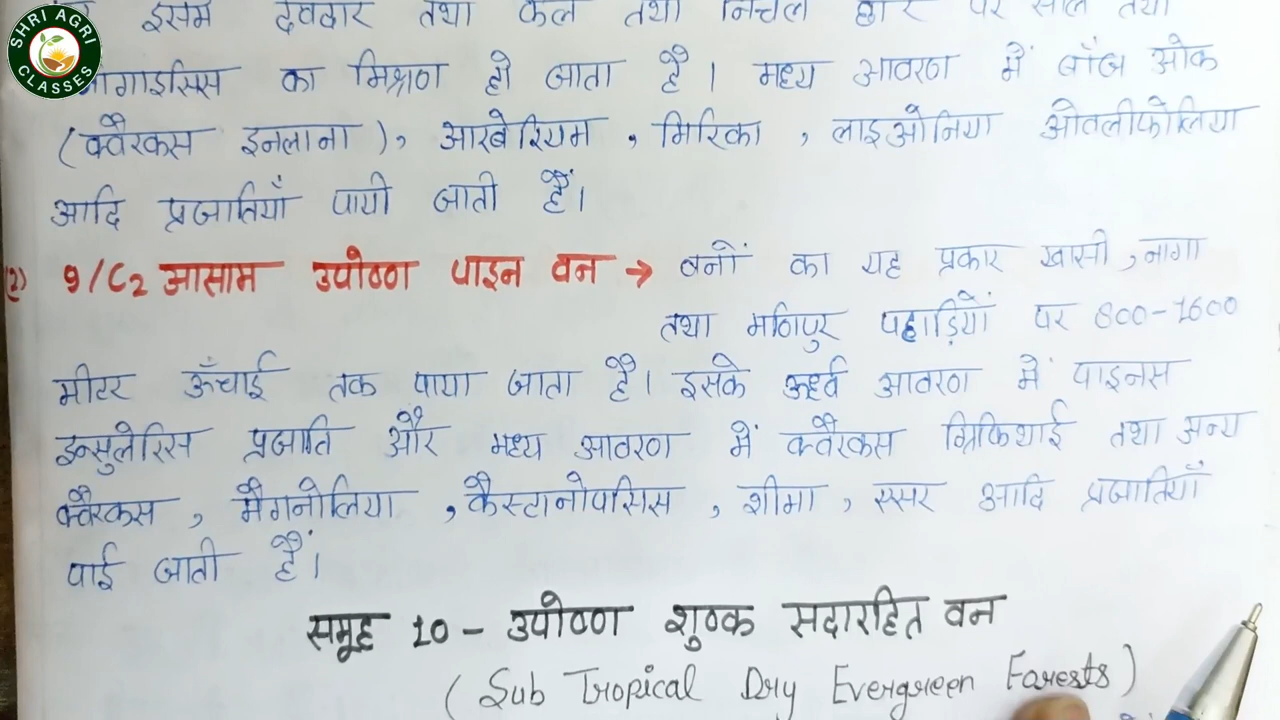 SHRI AGRI CLASSES
इसमें देवदार तथा कैल तथा निचले छोर पर साल तथा
का मिश्रण हो जाता है। मध्य आवरण में बाँज ओक
(क्वैरकस इनलाना), आरबेरियम, मिरिका, लाइओनिया ओवलीफोलिया
आदि प्रजातियाँ पायी जाती हैं।
(2) 9/C2 आसाम उपोष्ण पाइन वन → वनों का यह प्रकार खासी, नागा
तथा मणिपुर पहाड़ियों पर 800-1600
मीटर ऊँचाई तक पाया जाता है। इसके ऊर्ध्व आवरण में पाइनस
इन्सुलेरिस प्रजाति और मध्य आवरण में क्वैरकस ग्रिफिथाई तथा अन्य
क्वैरकस, मैगनोलिया, कैस्टानोपसिस, शीमा, एसर आदि प्रजातियाँ
पाई जाती हैं।
समूह 10 - उपोष्ण शुष्क सदारहित वन
(Sub Tropical Dry Evergreen Forests)